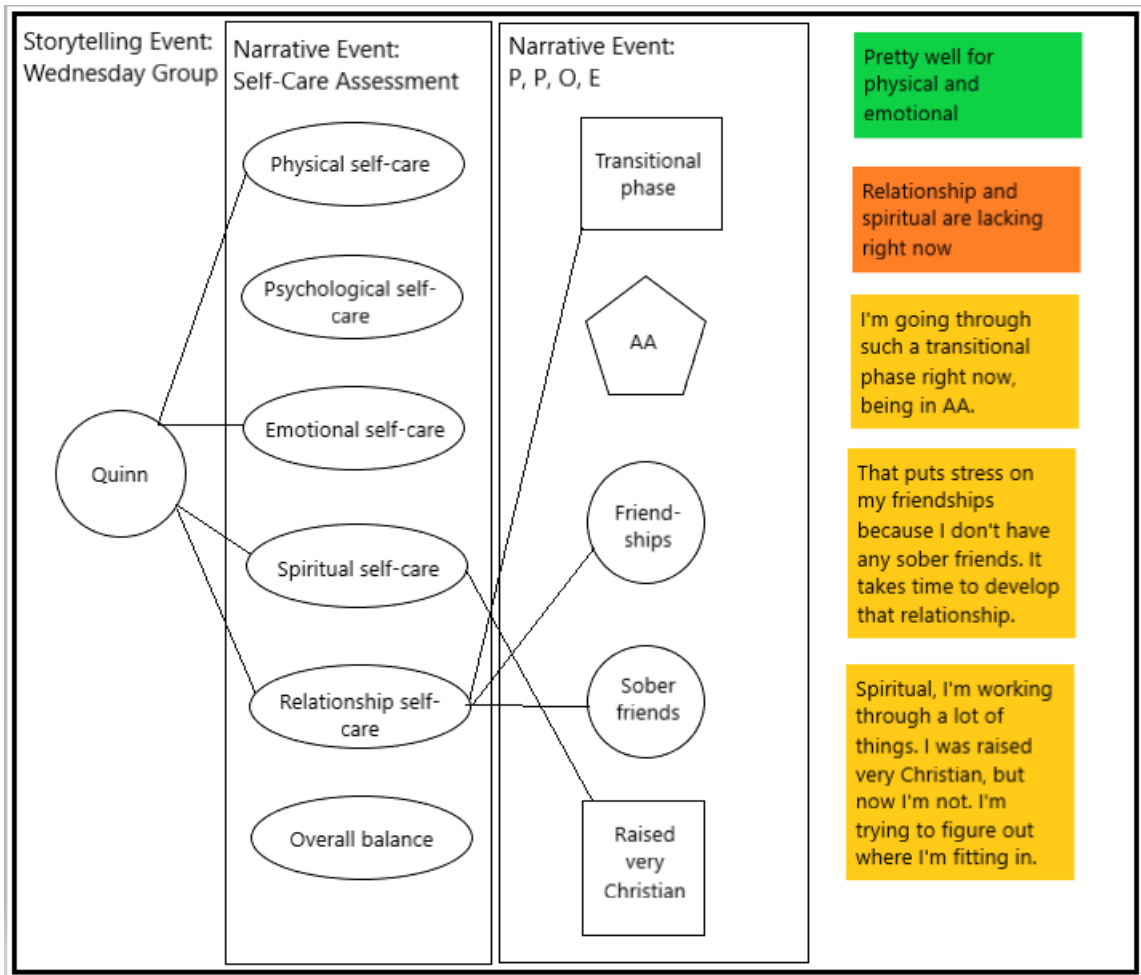 Storytelling Event:
Wednesday Group
Narrative Event:
Self-Care Assessment
Physical self-care
Psychological self-
care
Emotional self-care
Quinn
Spiritual self-care
Relationship self-
care
Overall balance
Narrative Event:
P, P, O, E
Transitional
phase
AA
Friend-
ships
Sober
friends
Raised
very
Christian
Pretty well for
physical and
emotional
Relationship and
spiritual are lacking
right now
I'm going through
such a transitional
phase right now,
being in AA.
That puts stress on
my friendships
because I don't have
any sober friends. It
takes time to develop
that relationship.
Spiritual, I'm working
through a lot of
things. I was raised
very Christian, but
now I'm not. I'm
trying to figure out
where I'm fitting in.